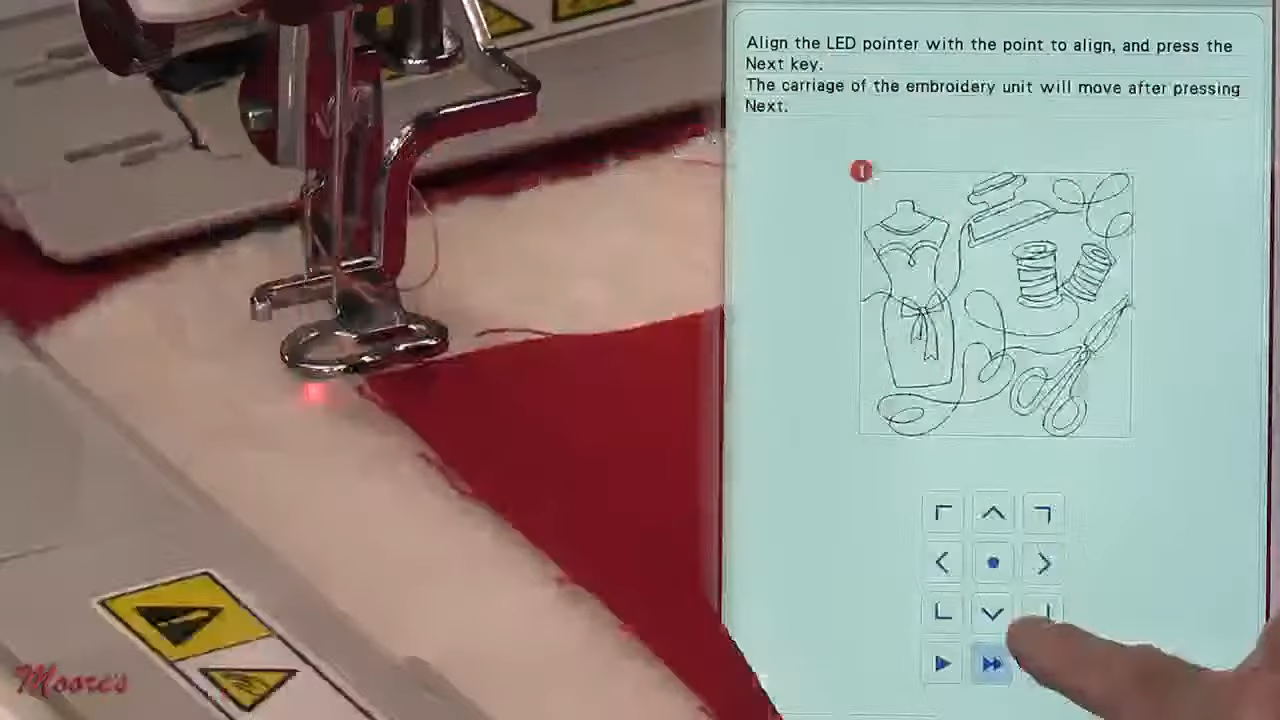 Align the LED pointer with the point to align, and press the
Next key.
The carriage of the embroidery unit will move after pressing
Next.
1
Moore's